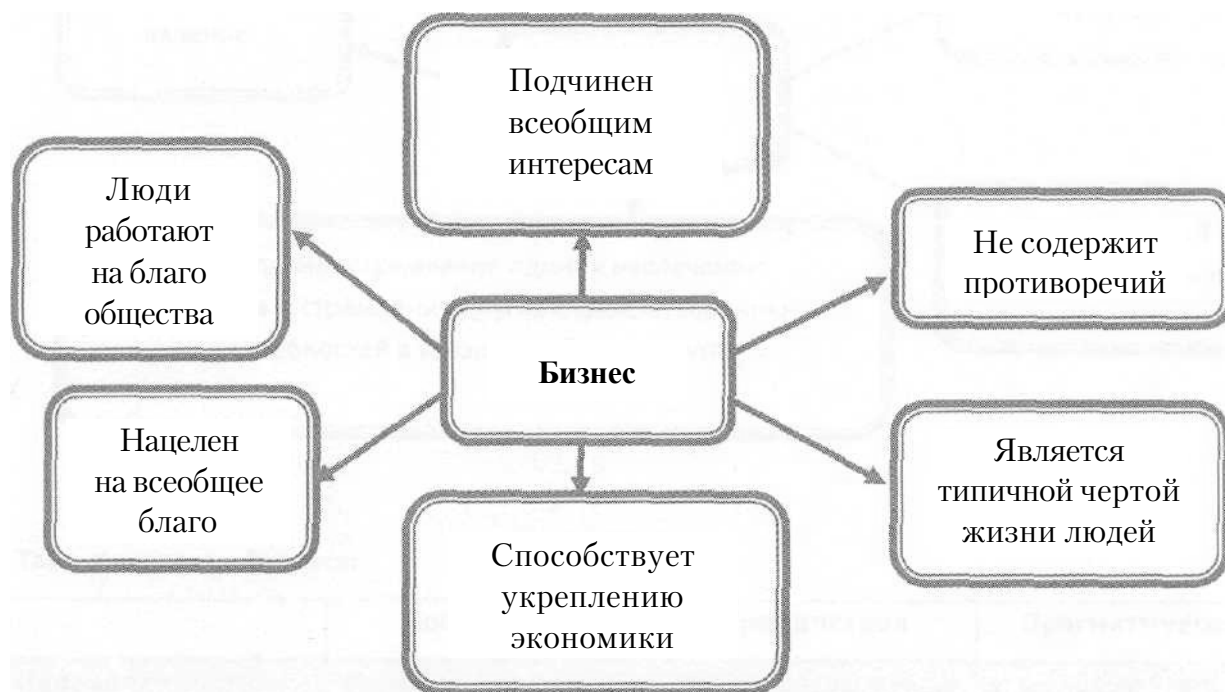 Подчинен
всеобщим
интересам
Люди
работают
на благо
общества
Не содержит
противоречий
Бизнес
Нацелен
на всеобщее
благо
Является
типичной чертой
жизни людей
Способствует
укреплению
экономики